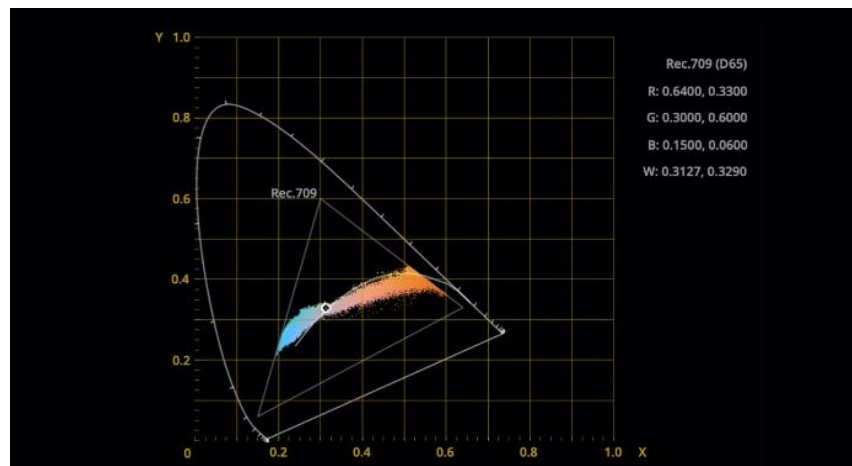 Y 1.0
Rec.709 (D65)
R: 0.6400, 0.3300
G: 0.3000, 0.6000
0.8
B: 0.1500, 0.0600
W: 0.3127, 0.3290
Rec.709
0.6
0.4
0.2
0 0.2 0.4 0.6 0.8 1.0 X